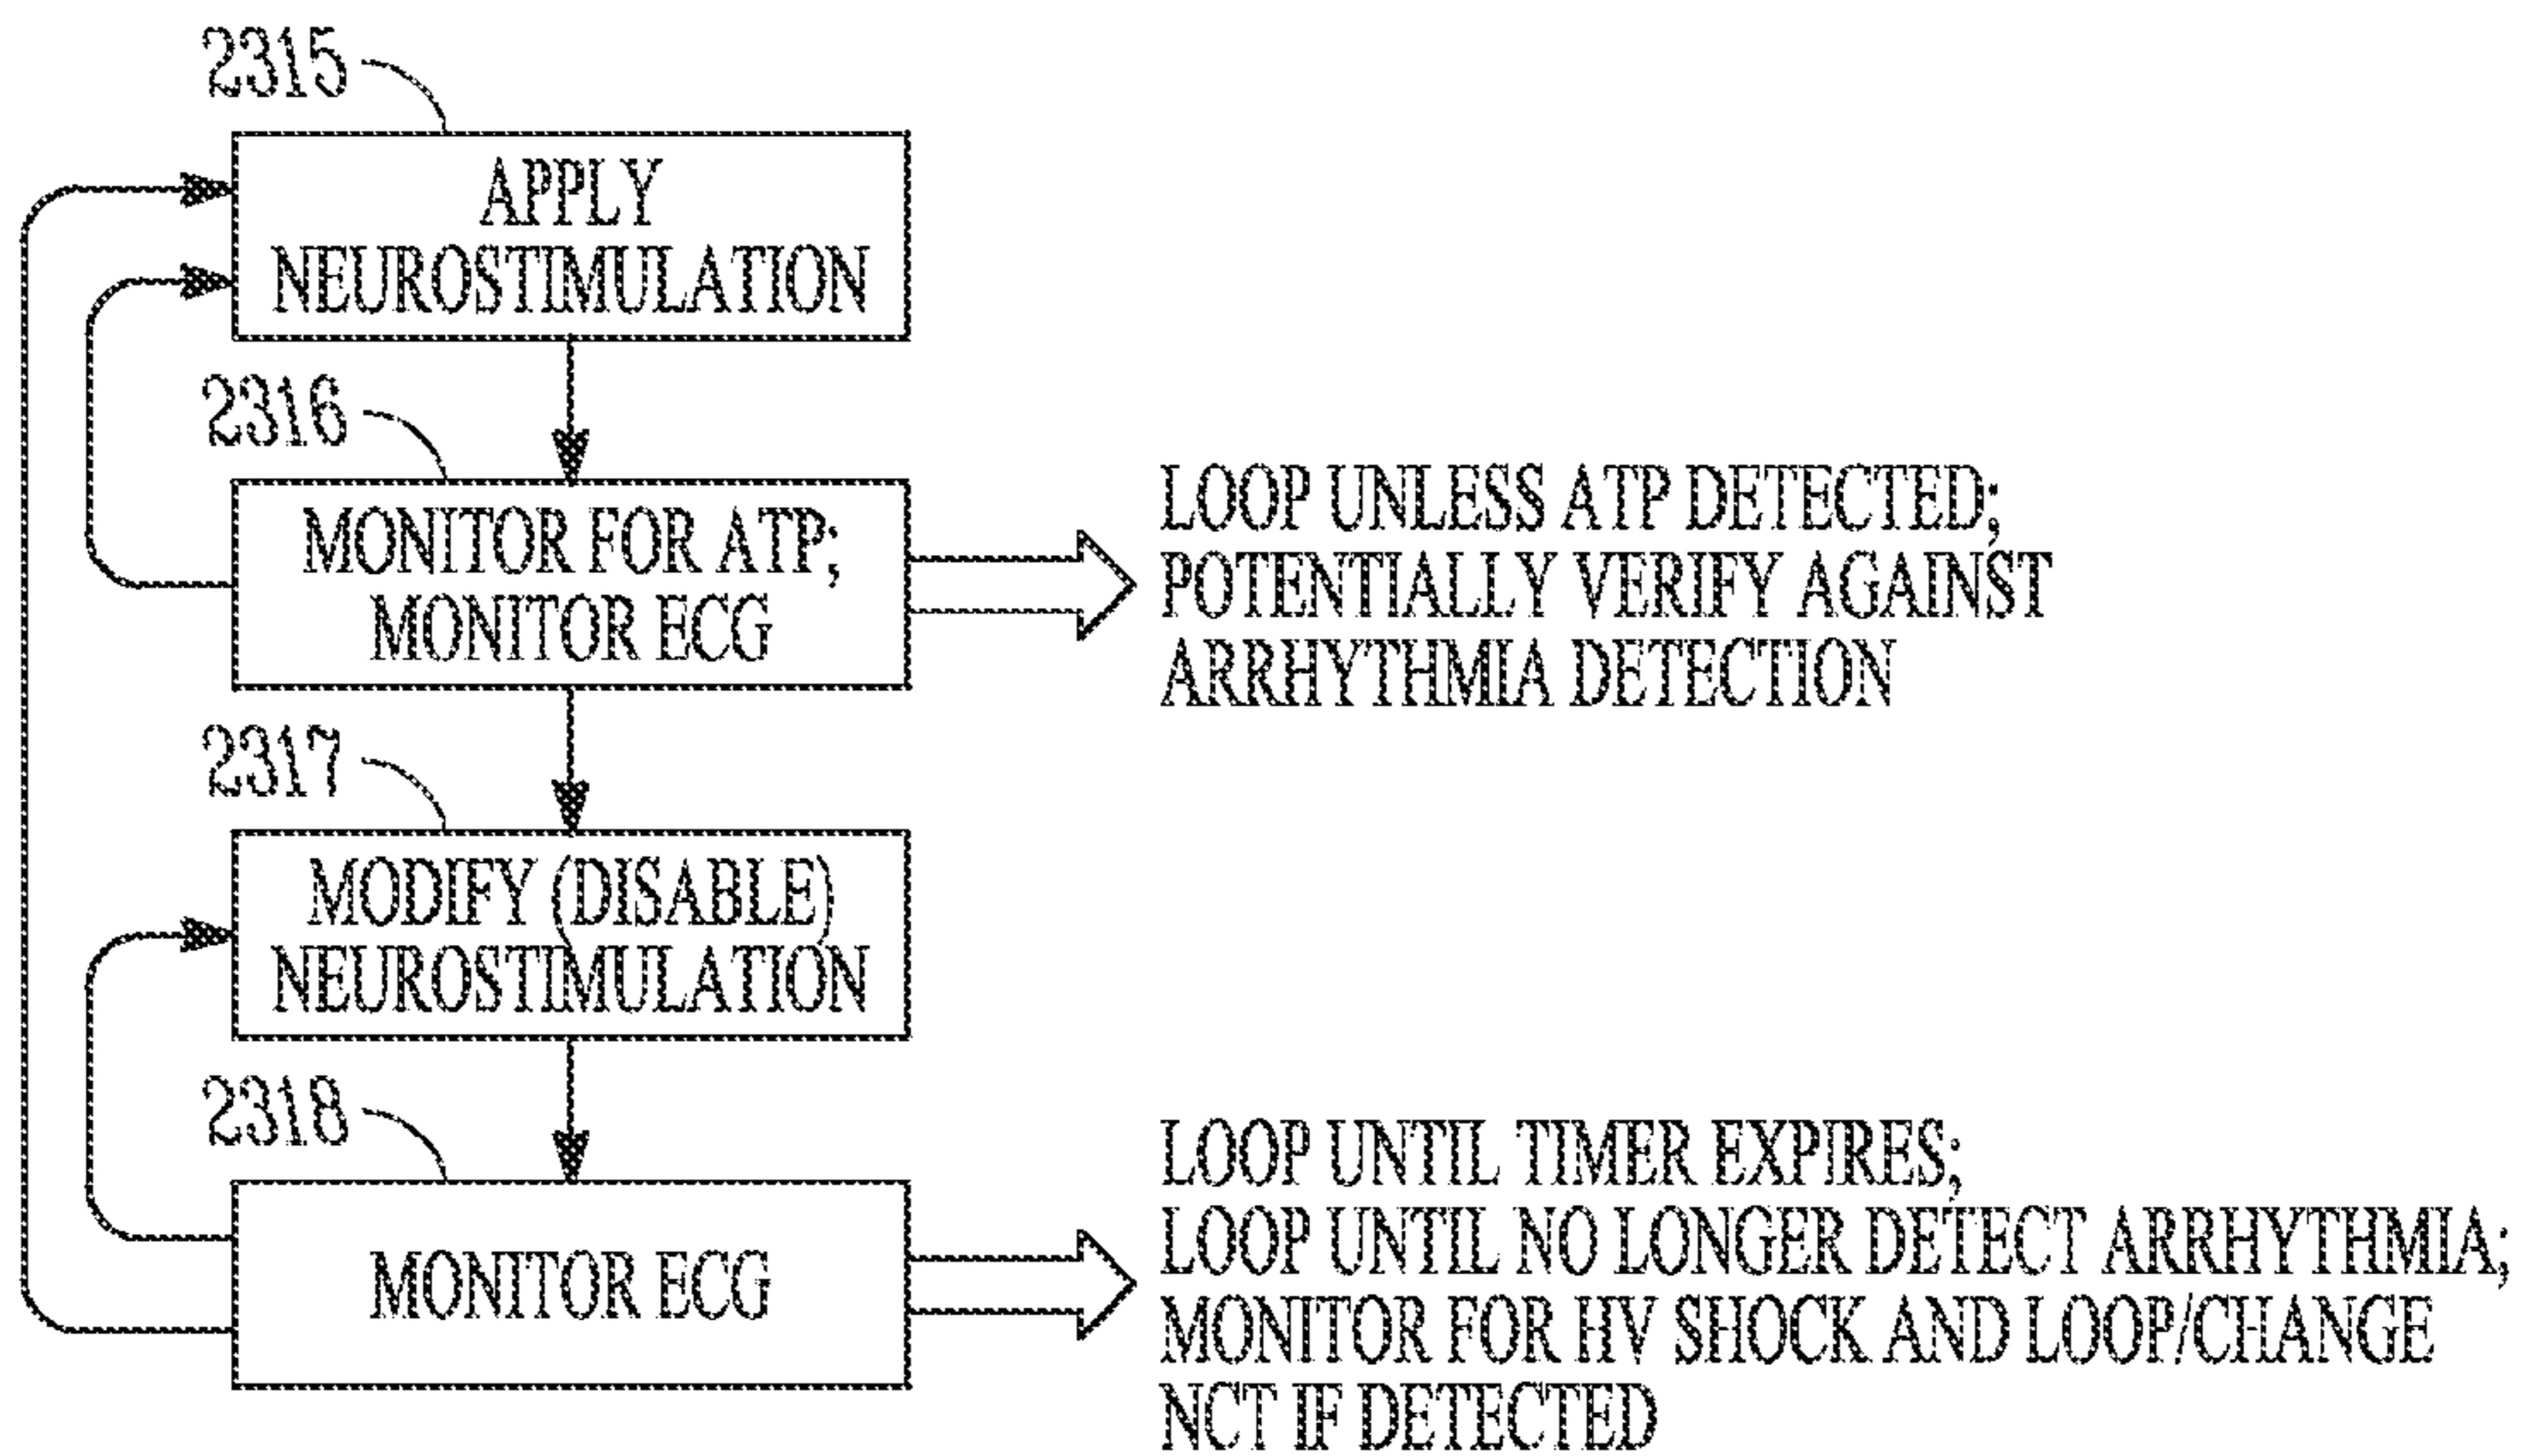 2315
APPLY
NEUROSTIMULATION
2316
MONITOR FOR ATP;
MONITOR ECG
LOOP UNLESS ATP DETECTED;
POTENTIALLY VERIFY AGAINST
ARRHYTHMIA DETECTION
2317
MODIFY (DISABLE)
NEUROSTIMULATION
2318
MONITOR ECG
LOOP UNTIL TIMER EXPIRES;
LOOP UNTIL NO LONGER DETECT ARRHYTHMIA;
MONITOR FOR HV SHOCK AND LOOP/CHANGE
NCT IF DETECTED